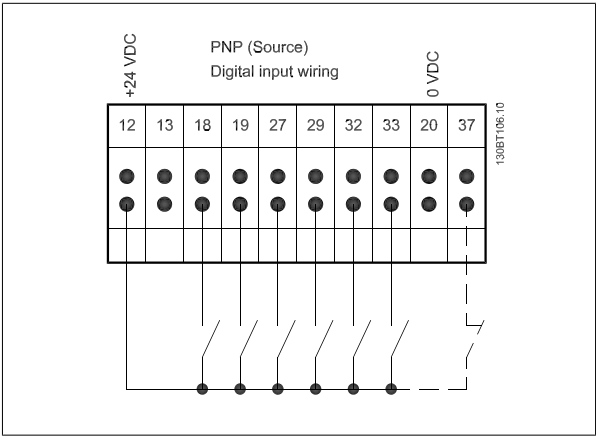 PNP (Source)
Digital input wiring
+24 VDC
0 VDC
12 13 18 19 27 29 32 33 20 37
130BT106.10